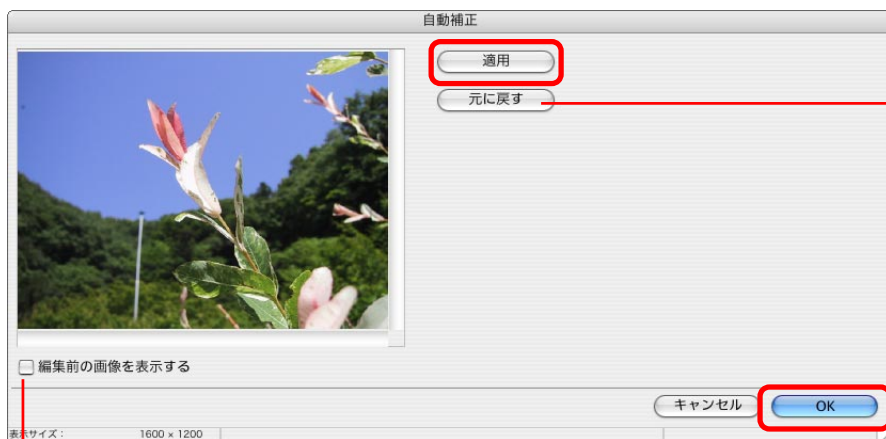 自動補正
適用
元に戻す
編集前の画像を表示する
キャンセル
OK
表示サイズ：
1600 × 1200